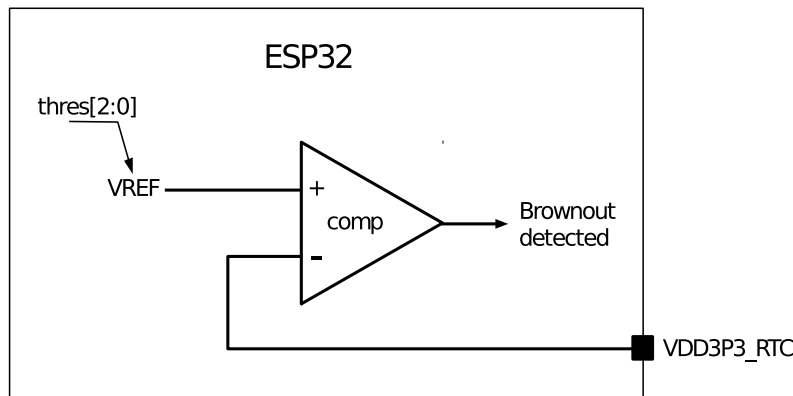 ESP32
thres[2:0]
VREF
+
comp
-
Brownout
detected
VDD3P3_RTC